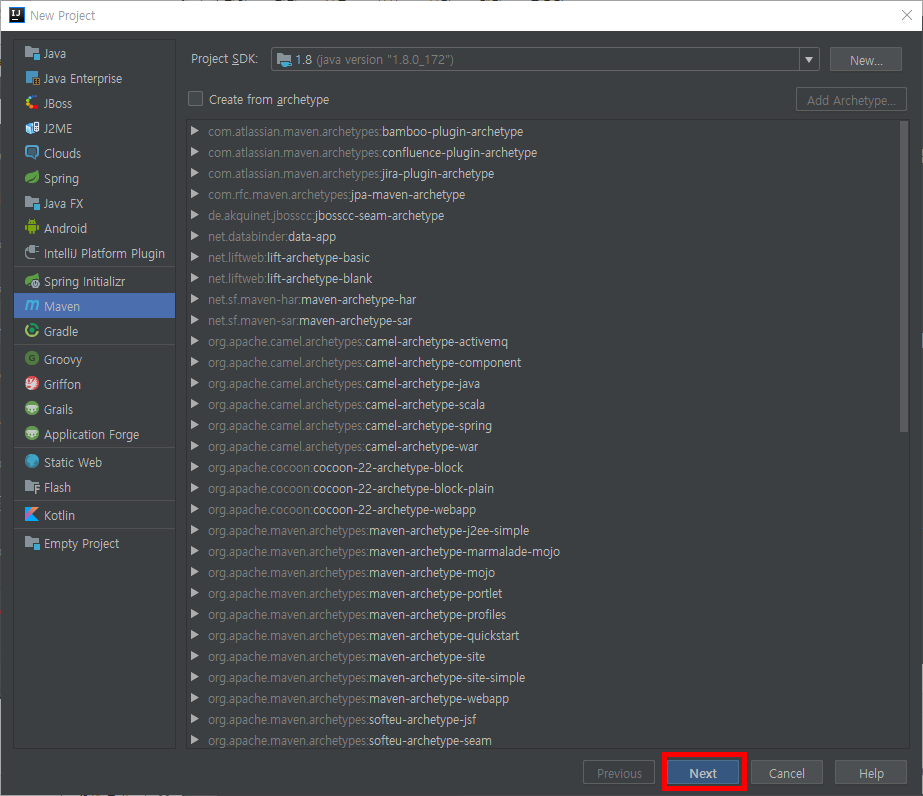 New Project
Java
Java Enterprise
JBoss
J2ME
Clouds
Spring
Java FX
Android
IntelliJ Platform Plugin
Spring Initializr
Maven
Gradle
Groovy
Griffon
Grails
Application Forge
Static Web
Flash
Kotlin
Empty Project
Project SDK: 1.8 (java version "1.8.0_172") New...
Create from archetype Add Archetype...
com.atlassian.maven.archetypes:bamboo-plugin-archetype
com.atlassian.maven.archetypes:confluence-plugin-archetype
com.atlassian.maven.archetypes:jira-plugin-archetype
com.rfc.maven.archetypes:jpa-maven-archetype
de.akquinet.jbosscc:jbosscc-seam-archetype
net.databinder:data-app
net.liftweb:lift-archetype-basic
net.liftweb:lift-archetype-blank
net.sf.maven-har:maven-archetype-har
net.sf.maven-sar:maven-archetype-sar
org.apache.camel.archetypes:camel-archetype-activemq
org.apache.camel.archetypes:camel-archetype-component
org.apache.camel.archetypes:camel-archetype-java
org.apache.camel.archetypes:camel-archetype-scala
org.apache.camel.archetypes:camel-archetype-spring
org.apache.camel.archetypes:camel-archetype-war
org.apache.cocoon:cocoon-22-archetype-block
org.apache.cocoon:cocoon-22-archetype-block-plain
org.apache.cocoon:cocoon-22-archetype-webapp
org.apache.maven.archetypes:maven-archetype-j2ee-simple
org.apache.maven.archetypes:maven-archetype-marmalade-mojo
org.apache.maven.archetypes:maven-archetype-mojo
org.apache.maven.archetypes:maven-archetype-portlet
org.apache.maven.archetypes:maven-archetype-profiles
org.apache.maven.archetypes:maven-archetype-quickstart
org.apache.maven.archetypes:maven-archetype-site
org.apache.maven.archetypes:maven-archetype-site-simple
org.apache.maven.archetypes:maven-archetype-webapp
org.apache.maven.archetypes:softeu-archetype-jsf
org.apache.maven.archetypes:softeu-archetype-seam
Previous Next Cancel Help